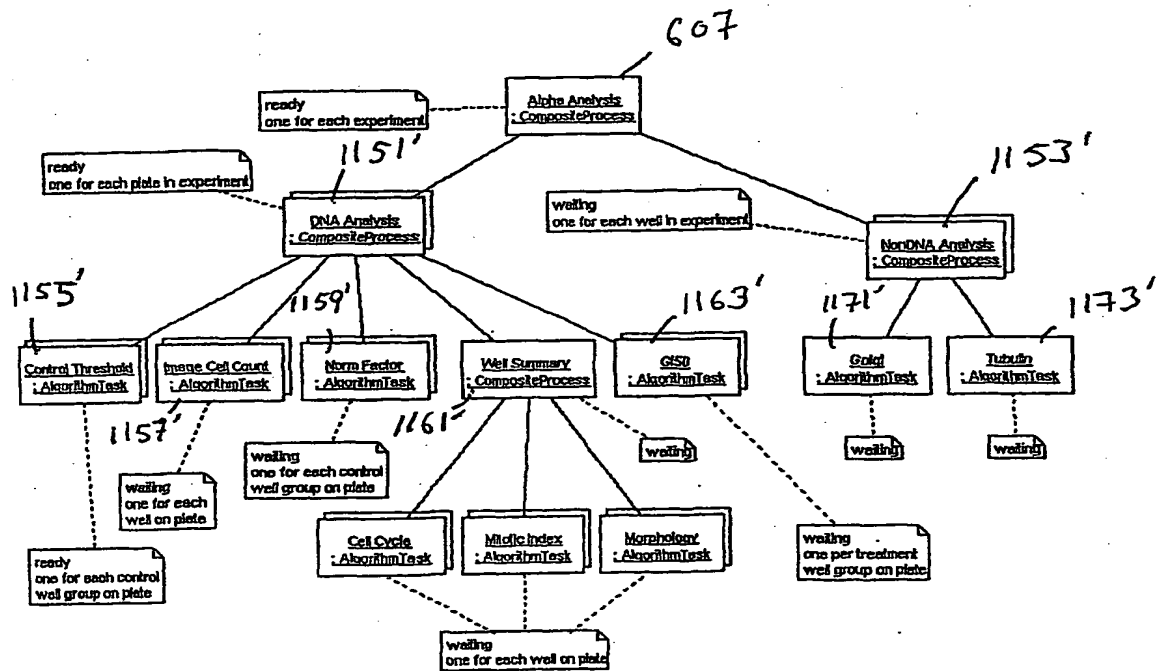 607
Alpha Analysis
: CompositeProcess
ready
one for each experiment
1151'
ready
one for each plate in experiment
1153'
DNA Analysis
: CompositeProcess
waiting
one for each well in experiment
NonDNA Analysis
: CompositeProcess
1155'
1159'
1163'
1171'
1173'
Control Threshold
: AlgorithmTask
Image Cell Count
: AlgorithmTask
Norm Factor
: AlgorithmTask
Well Summary
: CompositeProcess
GI50
: AlgorithmTask
Golgi
: AlgorithmTask
Tubulin
: AlgorithmTask
1157'
1161'
waiting
one for each
well on plate
waiting
one for each control
well group on plate
waiting
waiting
waiting
Cell Cycle
: AlgorithmTask
Mitotic Index
: AlgorithmTask
Morphology
: AlgorithmTask
ready
one for each control
well group on plate
waiting
one per treatment
well group on plate
waiting
one for each well on plate